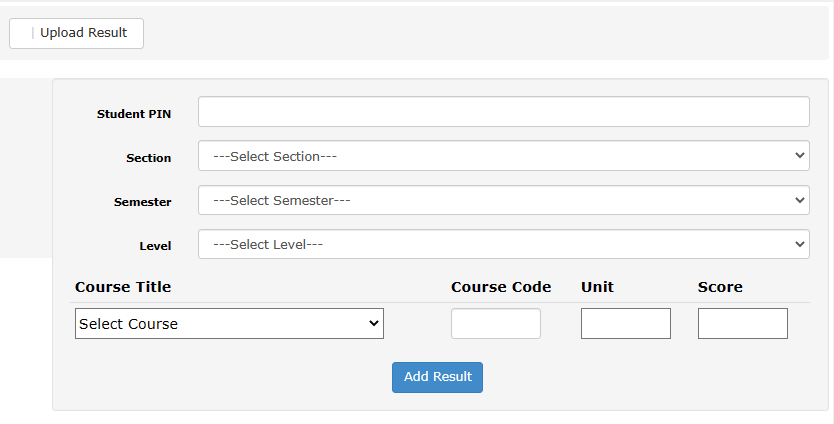 | Upload Result
Student PIN
Section ---Select Section---
Semester ---Select Semester---
Level ---Select Level---
Course Title Course Code Unit Score
Select Course
Add Result